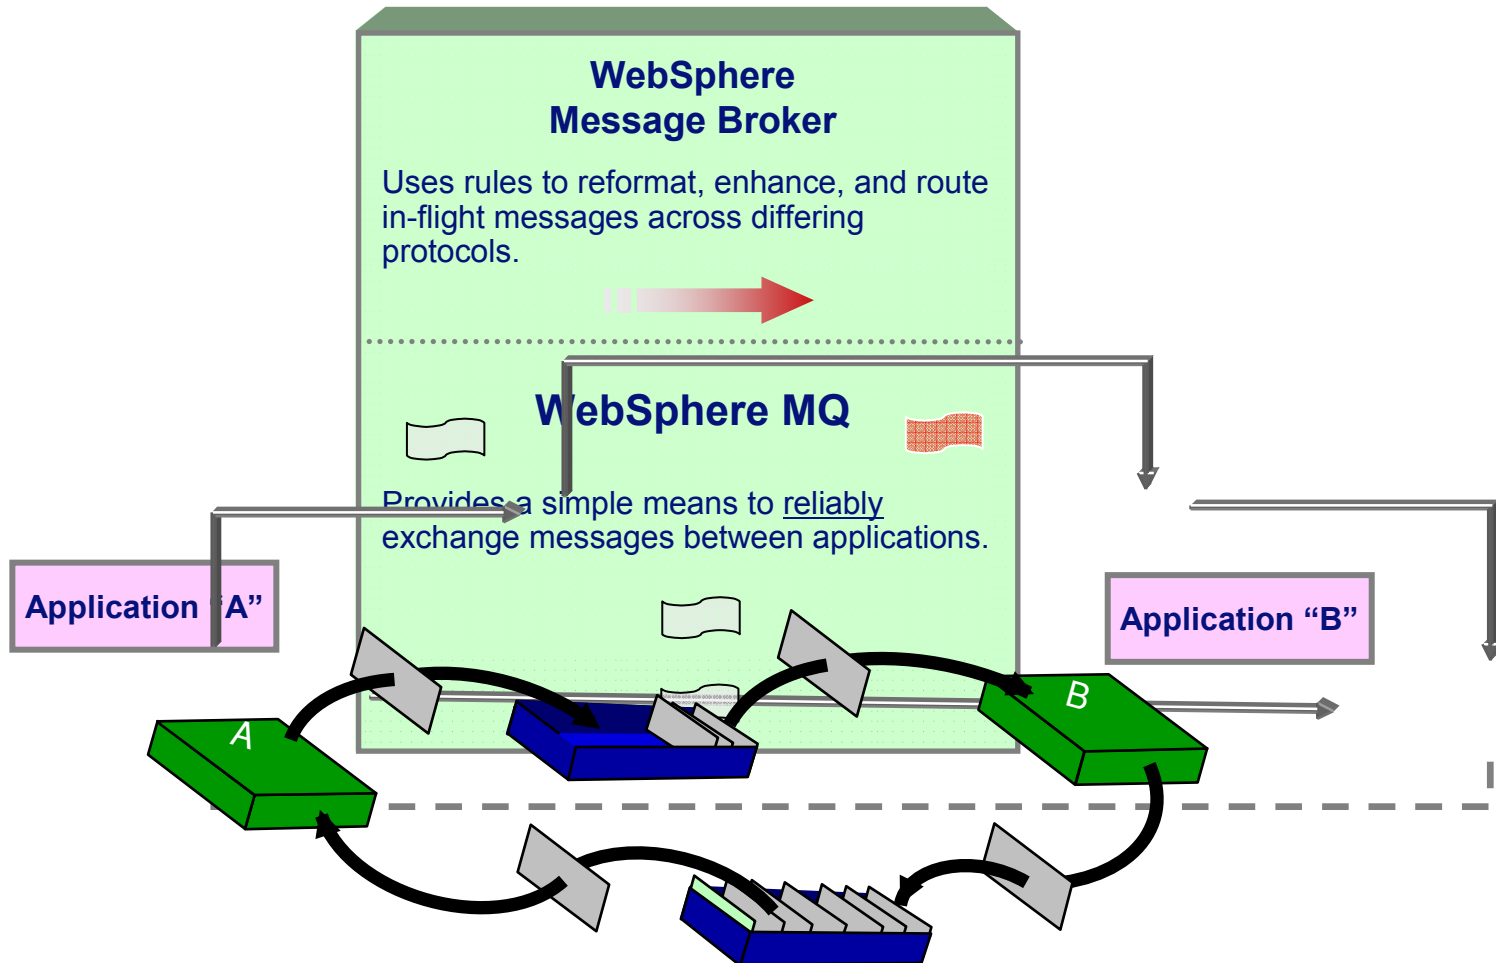 WebSphere
Message Broker
Uses rules to reformat, enhance, and route
in-flight messages across differing
protocols.
WebSphere MQ
Provides a simple means to reliably
exchange messages between applications.
Application “A”
Application “B”
A
B